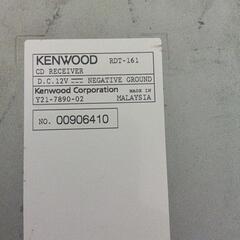 KENWOOD RDT-161
CD RECEIVER
D.C.12V ⎓ NEGATIVE GROUND
Kenwood Corporation MADE IN
Y21-7890-02 MALAYSIA
NO. 00906410